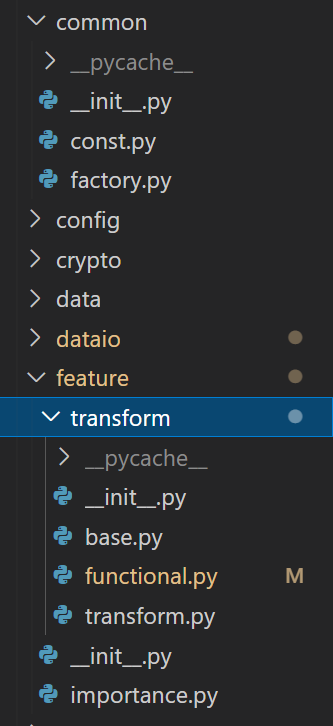 common
__pycache__
__init__.py
const.py
factory.py
config
crypto
data
dataio
feature
transform
__pycache__
__init__.py
base.py
functional.py M
transform.py
__init__.py
importance.py